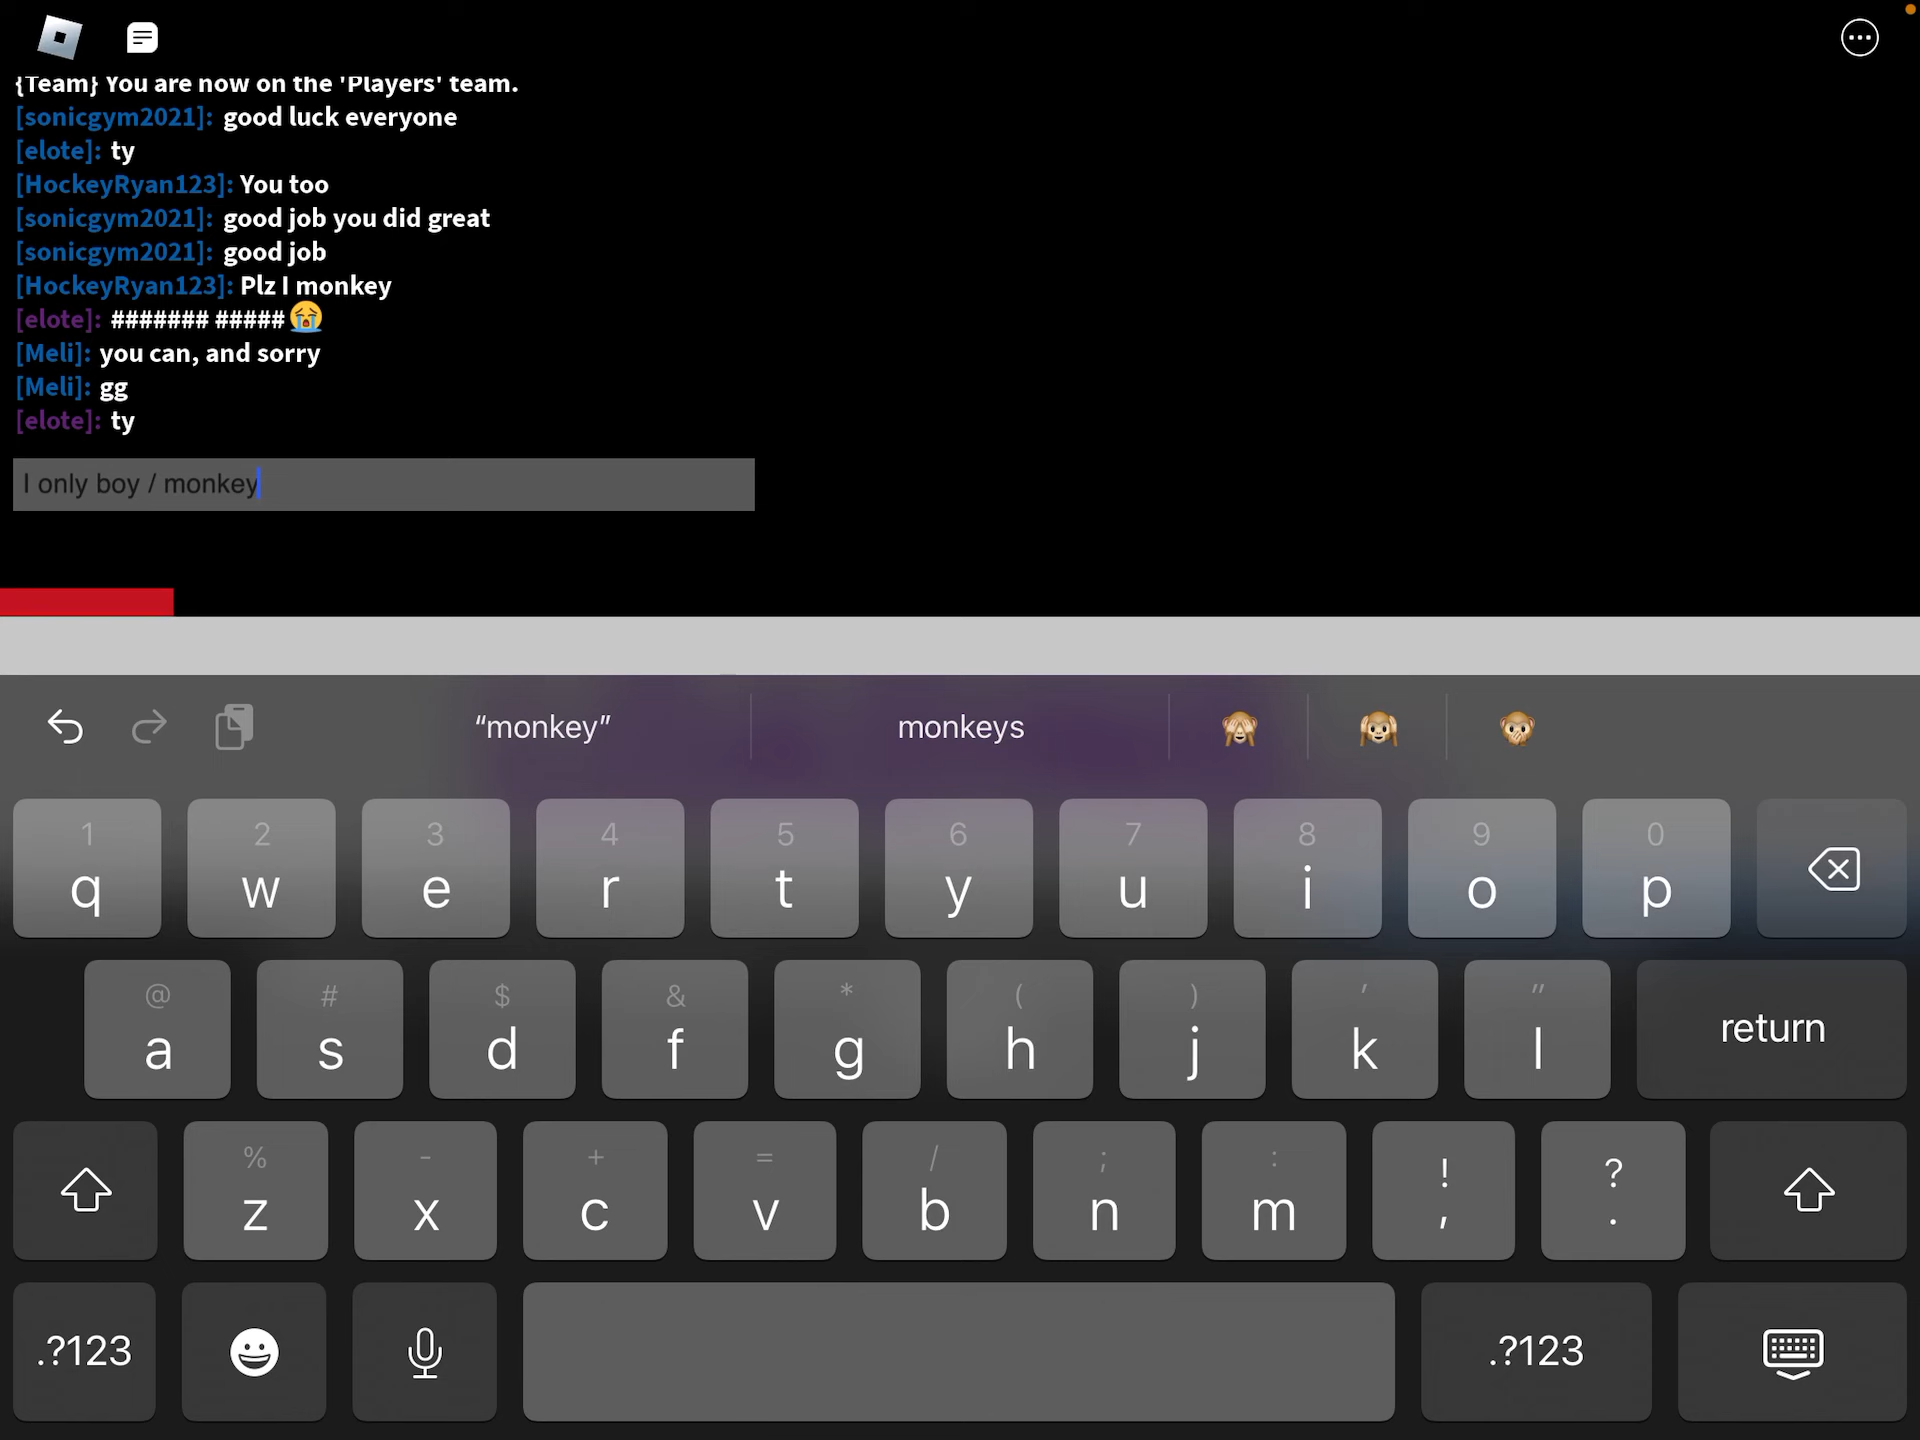 {Team} You are now on the 'Players' team.
[sonicgym2021]: good luck everyone
[elote]: ty
[HockeyRyan123]: You too
[sonicgym2021]: good job you did great
[sonicgym2021]: good job
[HockeyRyan123]: Plz I monkey
[elote]: ####### #####😭
[Meli]: you can, and sorry
[Meli]: gg
[elote]: ty
I only boy / monkey
“monkey” monkeys 🙈 🙉 🙊
1 2 3 4 5 6 7 8 9 0
q w e r t y u i o p
@ # $ & * ( ) ' "
a s d f g h j k l return
% - + = / ; : ! ?
z x c v b n m , .
.?123 .?123